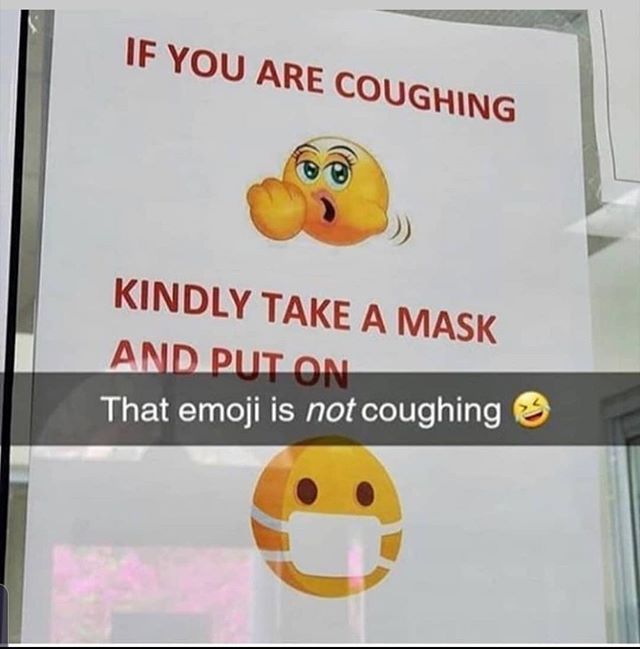 IF YOU ARE COUGHING
KINDLY TAKE A MASK
AND PUT ON
That emoji is not coughing 🤣